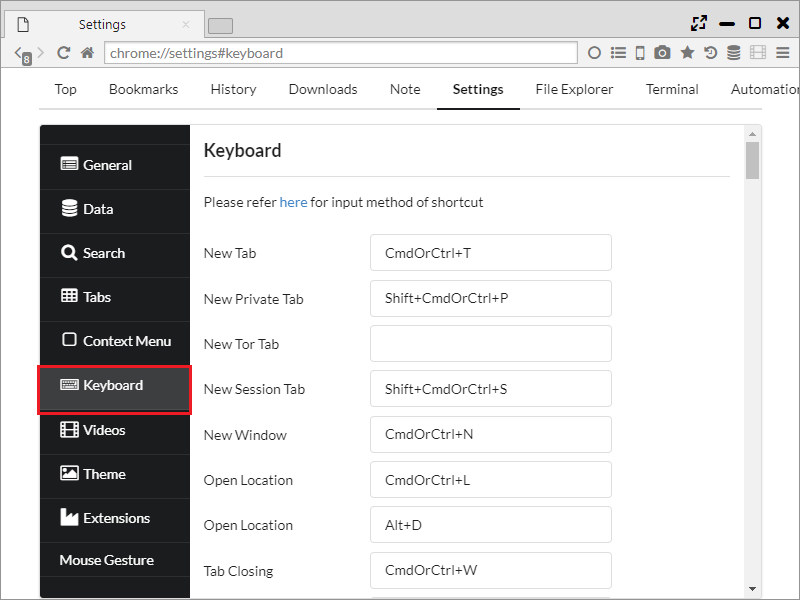 Settings
8
chrome://settings#keyboard
Top Bookmarks History Downloads Note Settings File Explorer Terminal Automation
General
Data
Search
Tabs
Context Menu
Keyboard
Videos
Theme
Extensions
Mouse Gesture
Keyboard
Please refer here for input method of shortcut
New Tab CmdOrCtrl+T
New Private Tab Shift+CmdOrCtrl+P
New Tor Tab
New Session Tab Shift+CmdOrCtrl+S
New Window CmdOrCtrl+N
Open Location CmdOrCtrl+L
Open Location Alt+D
Tab Closing CmdOrCtrl+W